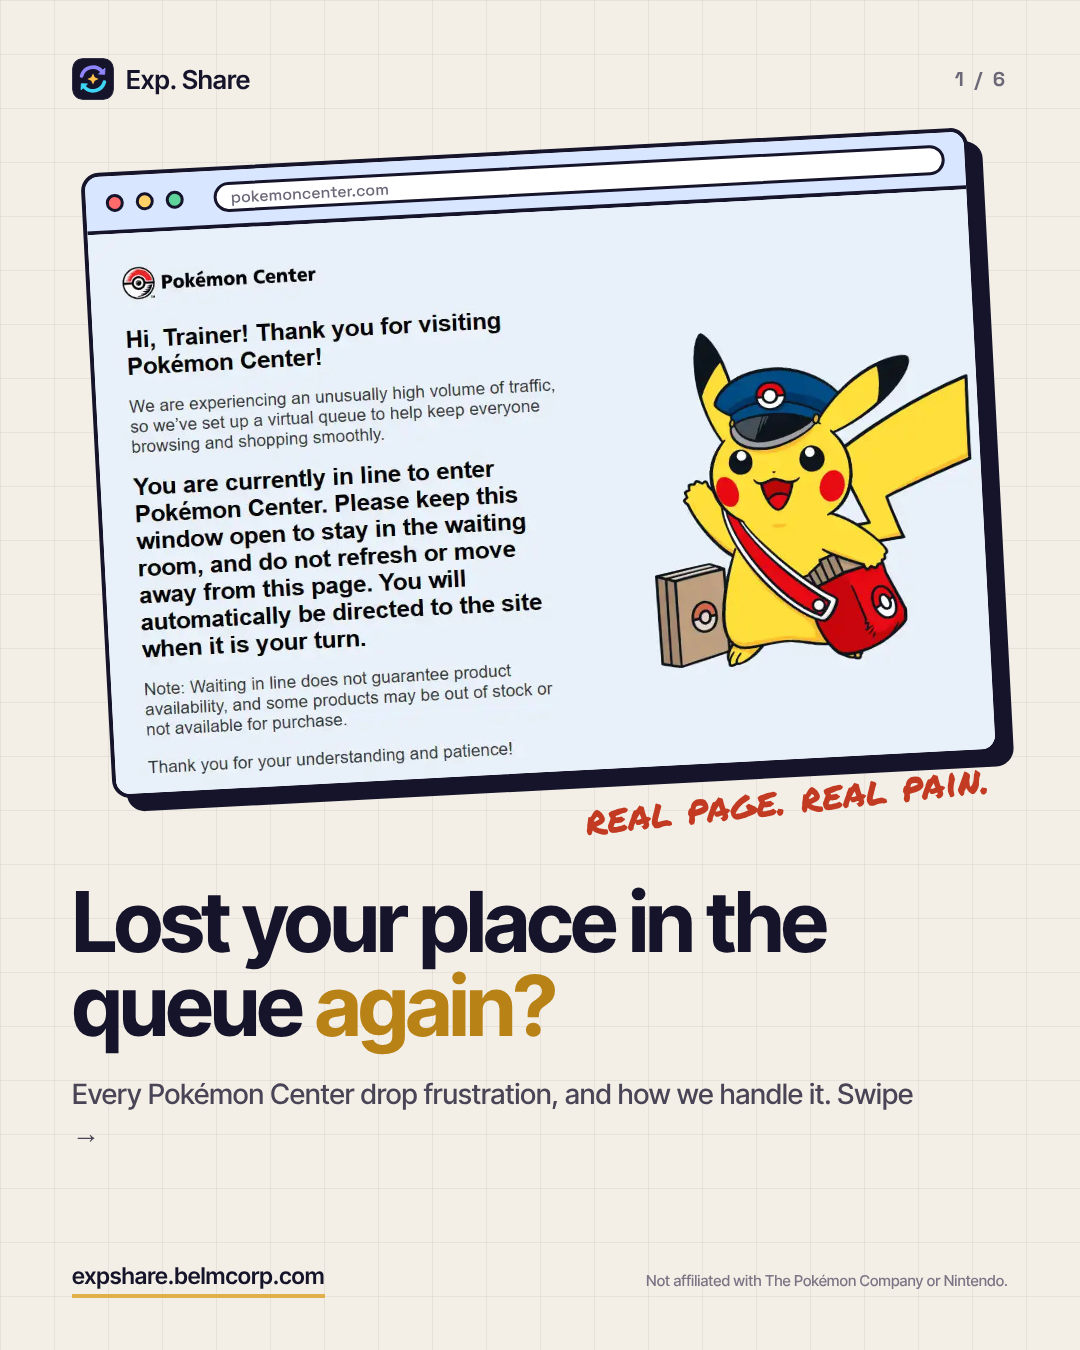 Exp. Share
1 / 6
pokemoncenter.com
Pokémon Center
Hi, Trainer! Thank you for visiting
Pokémon Center!
We are experiencing an unusually high volume of traffic,
so we've set up a virtual queue to help keep everyone
browsing and shopping smoothly.
You are currently in line to enter
Pokémon Center. Please keep this
window open to stay in the waiting
room, and do not refresh or move
away from this page. You will
automatically be directed to the site
when it is your turn.
Note: Waiting in line does not guarantee product
availability, and some products may be out of stock or
not available for purchase.
Thank you for your understanding and patience!
REAL PAGE. REAL PAIN.
Lost your place in the
queue again?
Every Pokémon Center drop frustration, and how we handle it. Swipe
→
expshare.belmcorp.com
Not affiliated with The Pokémon Company or Nintendo.